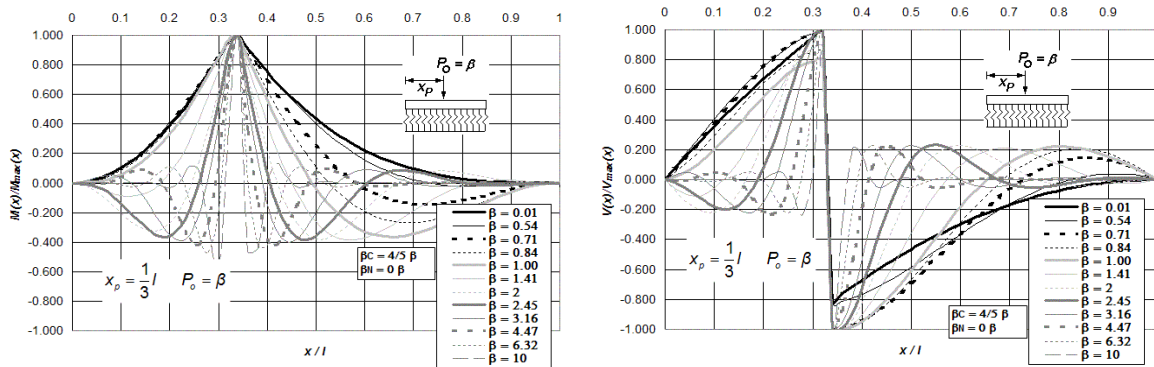 0 0.1 0.2 0.3 0.4 0.5 0.6 0.7 0.8 0.9 1
1.000
0.800
0.600
0.400
0.200
0.000
-0.200
-0.400
-0.600
-0.800
-1.000
M(x)/Mmax(x)
x / l
Po = β
xP
xp = 1/3 l Po = β
βC = 4/5 β
βN = 0 β
β = 0.01
β = 0.54
β = 0.71
β = 0.84
β = 1.00
β = 1.41
β = 2
β = 2.45
β = 3.16
β = 4.47
β = 6.32
β = 10
0 0.1 0.2 0.3 0.4 0.5 0.6 0.7 0.8 0.9
1.000
0.800
0.600
0.400
0.200
0.000
-0.200
-0.400
-0.600
-0.800
-1.000
V(x)/Vmax(x)
x / l
Po = β
xP
xp = 1/3 l Po = β
βC = 4/5 β
βN = 0 β
β = 0.01
β = 0.54
β = 0.71
β = 0.84
β = 1.00
β = 1.41
β = 2
β = 2.45
β = 3.16
β = 4.47
β = 6.32
β = 10